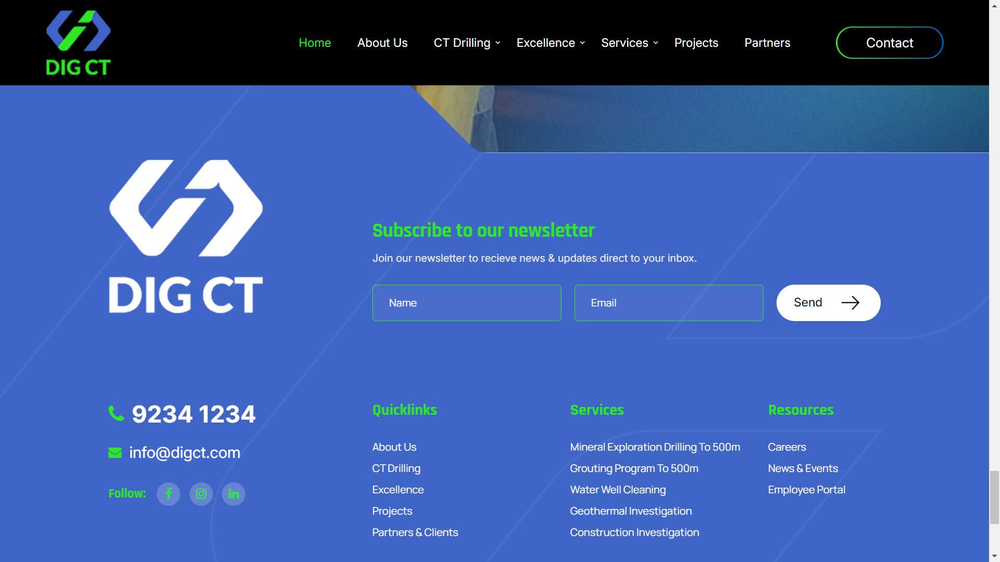 DIG CT
Home About Us CT Drilling Excellence Services Projects Partners Contact
DIG CT
Subscribe to our newsletter
Join our newsletter to recieve news & updates direct to your inbox.
Name Email Send
9234 1234
info@digct.com
Follow:
Quicklinks
About Us
CT Drilling
Excellence
Projects
Partners & Clients
Services
Mineral Exploration Drilling To 500m
Grouting Program To 500m
Water Well Cleaning
Geothermal Investigation
Construction Investigation
Resources
Careers
News & Events
Employee Portal